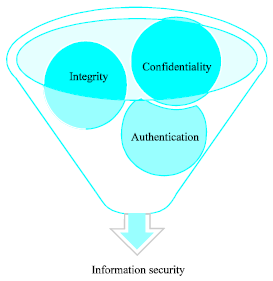 Confidentiality
Integrity
Authentication
Information security